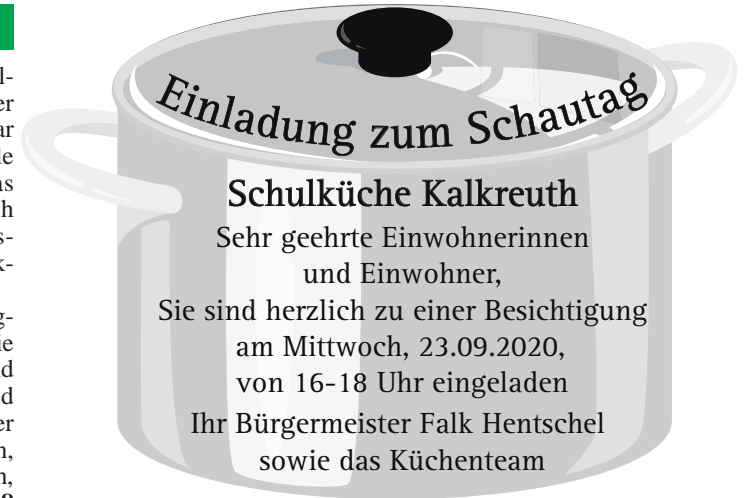 Einladung zum Schautag
Schulküche Kalkreuth
Sehr geehrte Einwohnerinnen
und Einwohner,
Sie sind herzlich zu einer Besichtigung
am Mittwoch, 23.09.2020,
von 16-18 Uhr eingeladen
Ihr Bürgermeister Falk Hentschel
sowie das Küchenteam